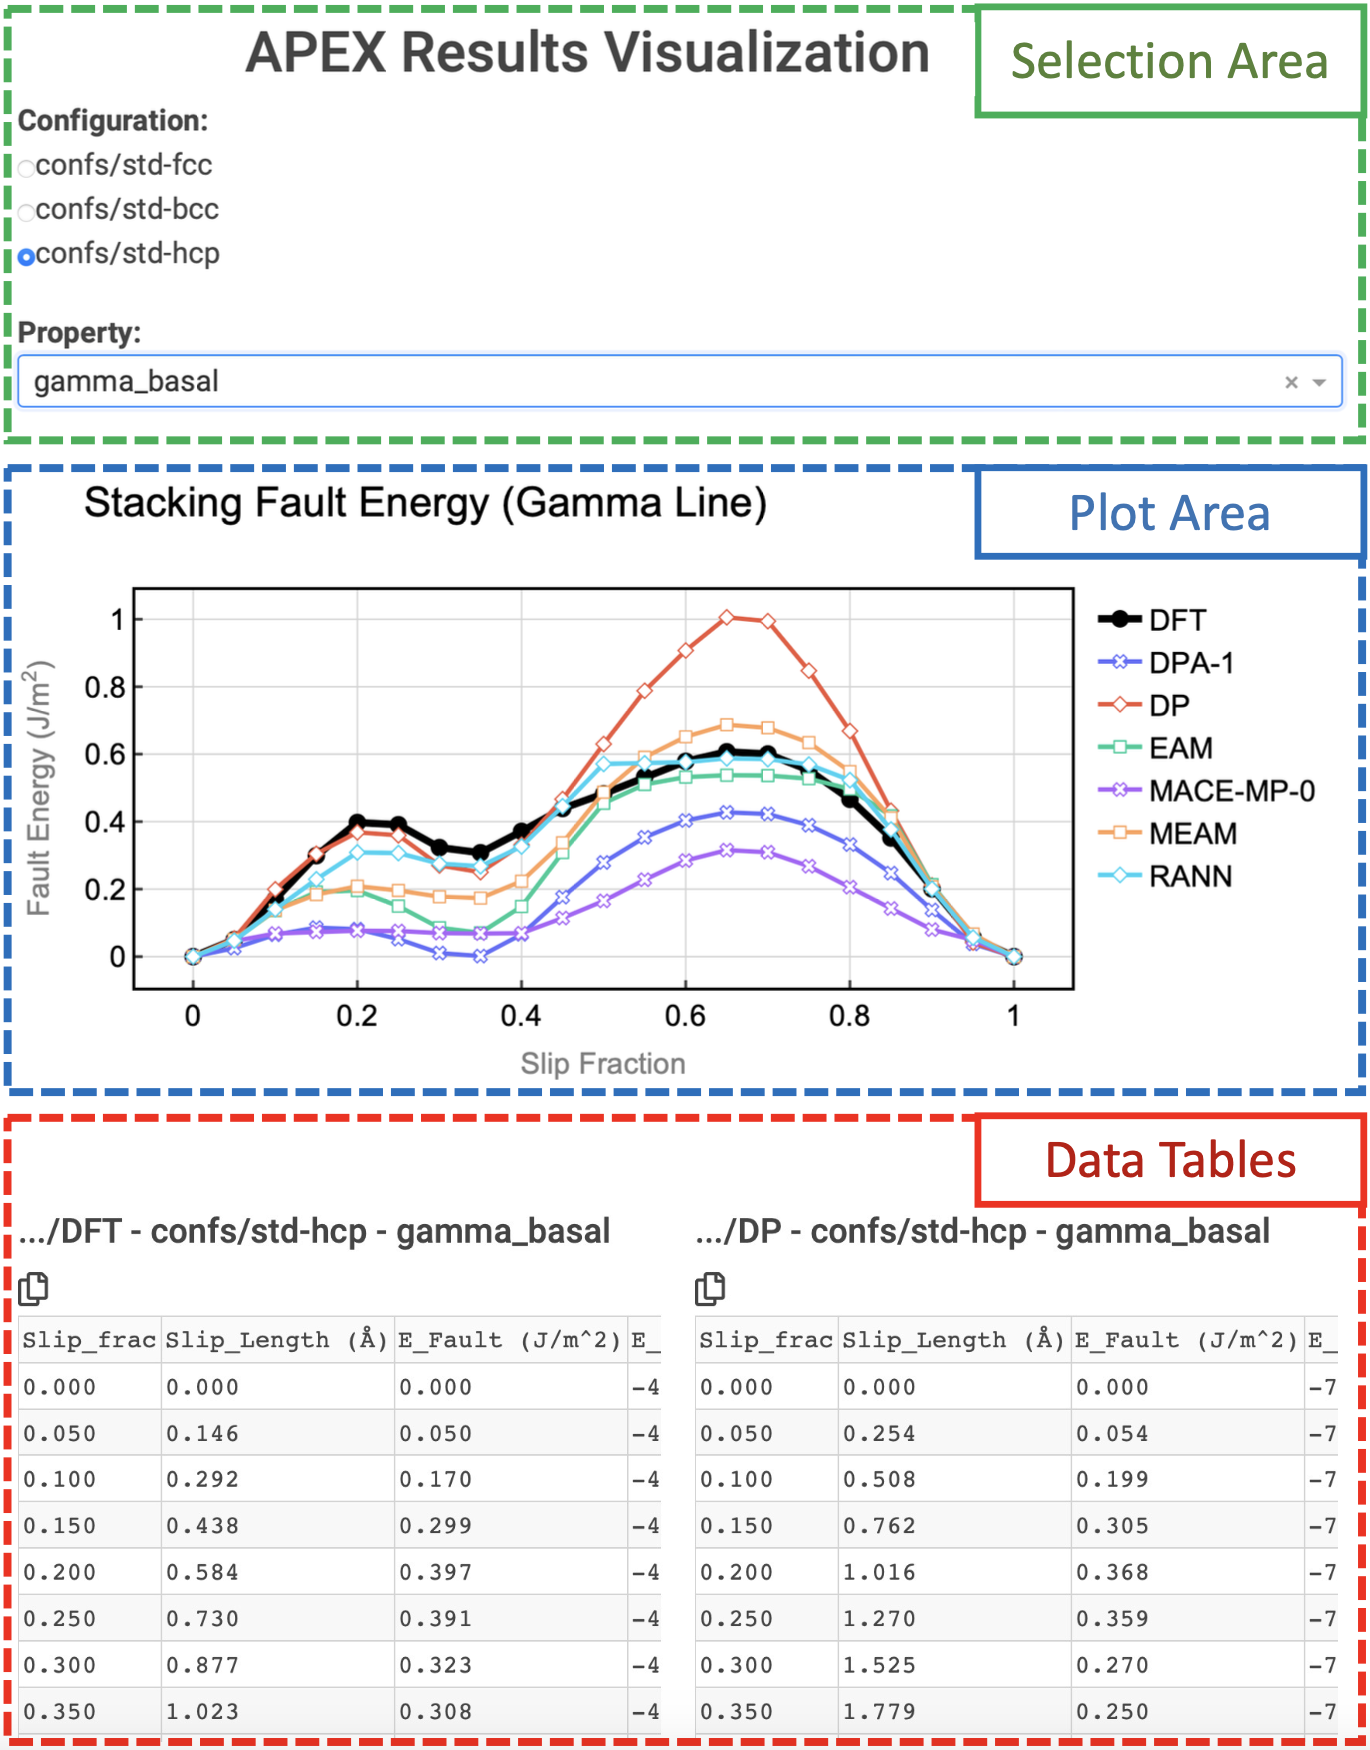 APEX Results Visualization
Selection Area
Configuration:
confs/std-fcc
confs/std-bcc
confs/std-hcp
Property:
gamma_basal × 
Stacking Fault Energy (Gamma Line)
Plot Area
Fault Energy (J/m²)
1
0.8
0.6
0.4
0.2
0
0 0.2 0.4 0.6 0.8 1
Slip Fraction
DFT
DPA-1
DP
EAM
MACE-MP-0
MEAM
RANN
Data Tables
.../DFT - confs/std-hcp - gamma_basal
Slip_frac Slip_Length (Å) E_Fault (J/m^2) E_
0.000 0.000 0.000 -4
0.050 0.146 0.050 -4
0.100 0.292 0.170 -4
0.150 0.438 0.299 -4
0.200 0.584 0.397 -4
0.250 0.730 0.391 -4
0.300 0.877 0.323 -4
0.350 1.023 0.308 -4
.../DP - confs/std-hcp - gamma_basal
Slip_frac Slip_Length (Å) E_Fault (J/m^2) E_
0.000 0.000 0.000 -7
0.050 0.254 0.054 -7
0.100 0.508 0.199 -7
0.150 0.762 0.305 -7
0.200 1.016 0.368 -7
0.250 1.270 0.359 -7
0.300 1.525 0.270 -7
0.350 1.779 0.250 -7